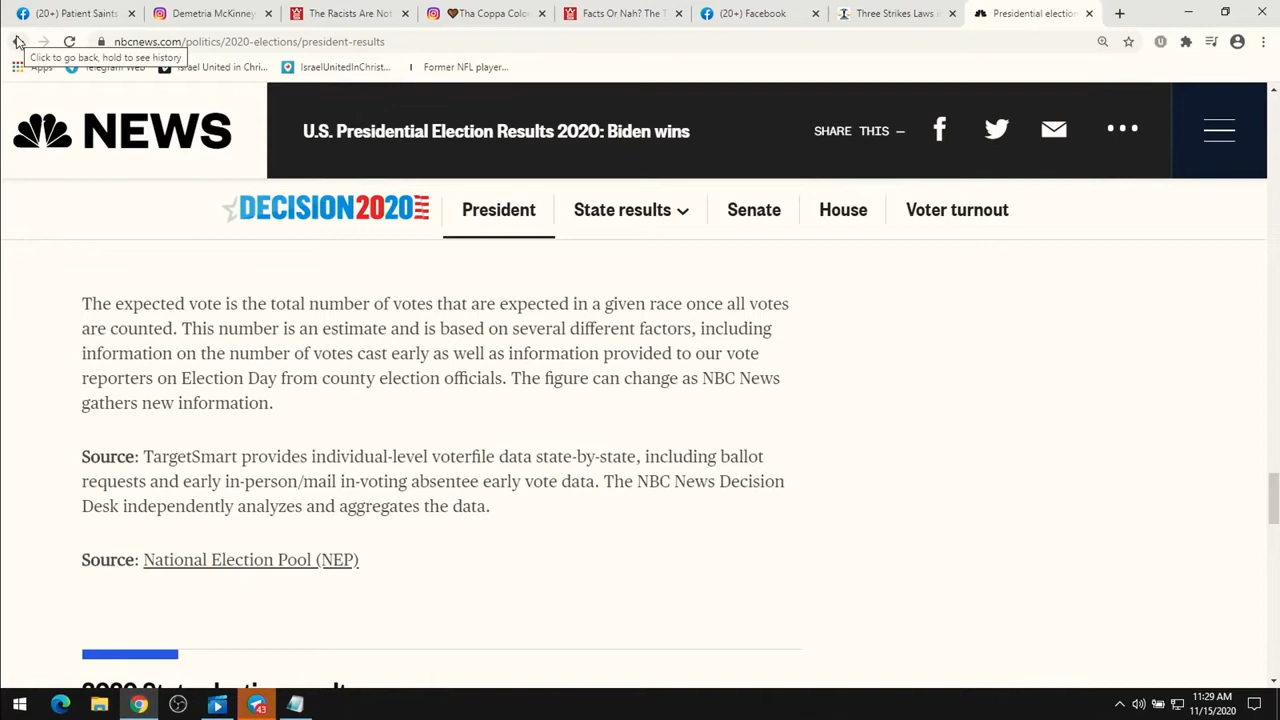 (20+) Patient Saints
Demetria McKinney
The Racists Are Not
Tha Coppa Colo
Facts Or Nah? The T
(20+) Facebook
Three Strikes Laws i
Presidential election
nbcnews.com/politics/2020-elections/president-results
Click to go back, hold to see history
Apps
Telegram Web
Israel United in Chri...
IsraelUnitedInChrist...
Former NFL player...
NEWS
U.S. Presidential Election Results 2020: Biden wins
SHARE THIS —
DECISION2020
President
State results
Senate
House
Voter turnout
The expected vote is the total number of votes that are expected in a given race once all votes
are counted. This number is an estimate and is based on several different factors, including
information on the number of votes cast early as well as information provided to our vote
reporters on Election Day from county election officials. The figure can change as NBC News
gathers new information.
Source: TargetSmart provides individual-level voterfile data state-by-state, including ballot
requests and early in-person/mail in-voting absentee early vote data. The NBC News Decision
Desk independently analyzes and aggregates the data.
Source: National Election Pool (NEP)
2020 State election results
43
11:29 AM
11/15/2020